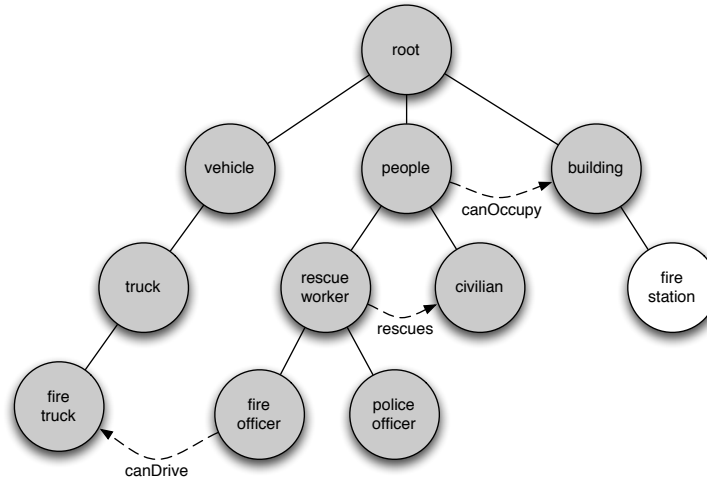 root
vehicle
people
building
canOccupy
truck
rescue
worker
civilian
fire
station
rescues
fire
truck
fire
officer
police
officer
canDrive